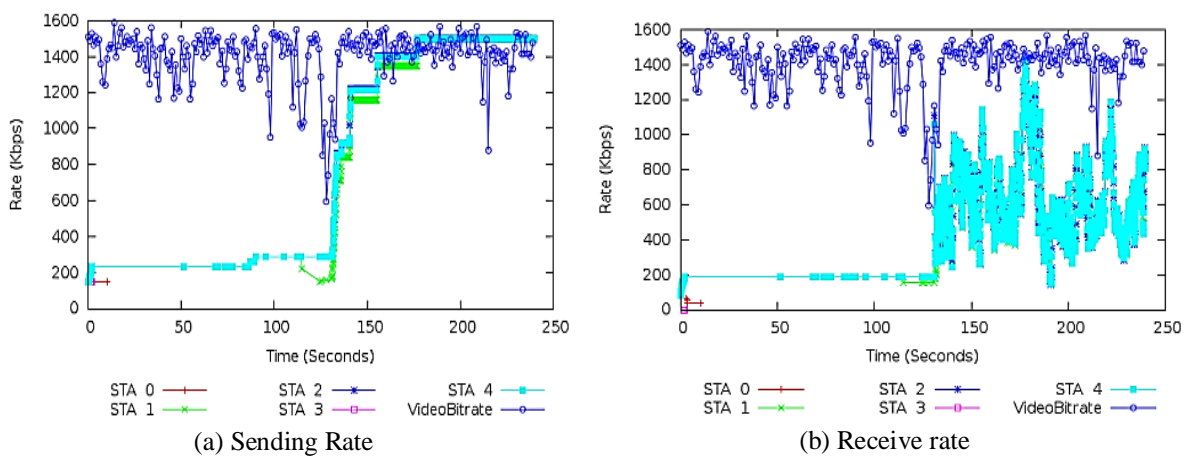 1600
1400
1200
1000
800
600
400
200
0
Rate (Kbps)
0 50 100 150 200 250
Time (Seconds)
STA 0 STA 2 STA 4
STA 1 STA 3 VideoBitrate
(a) Sending Rate
1600
1400
1200
1000
800
600
400
200
0
Rate (Kbps)
0 50 100 150 200 250
Time (Seconds)
STA 0 STA 2 STA 4
STA 1 STA 3 VideoBitrate
(b) Receive rate